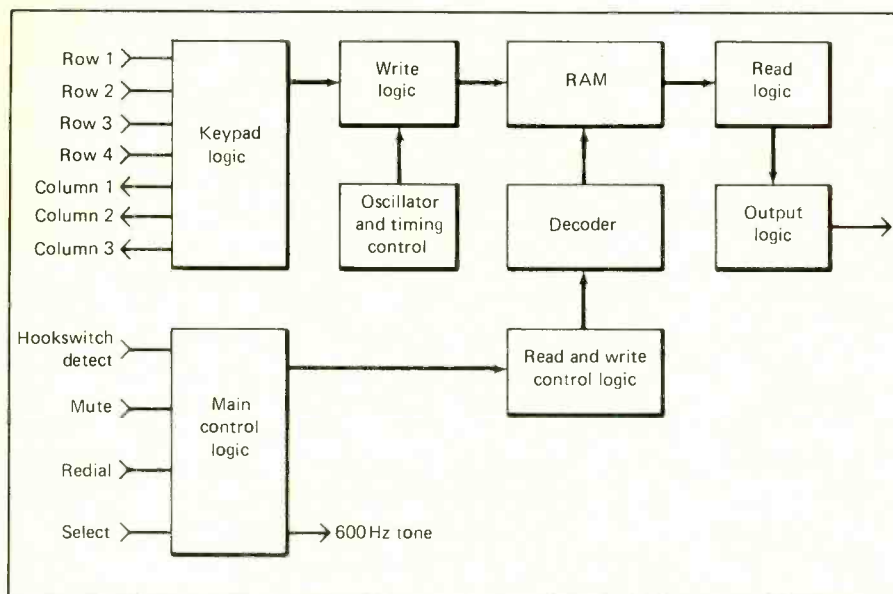 Row 1
Row 2
Row 3
Row 4
Column 1
Column 2
Column 3
Keypad
logic
Write
logic
RAM
Read
logic
Oscillator
and timing
control
Decoder
Output
logic
Hookswitch
detect
Mute
Redial
Select
Main
control
logic
Read and write
control logic
600Hz tone